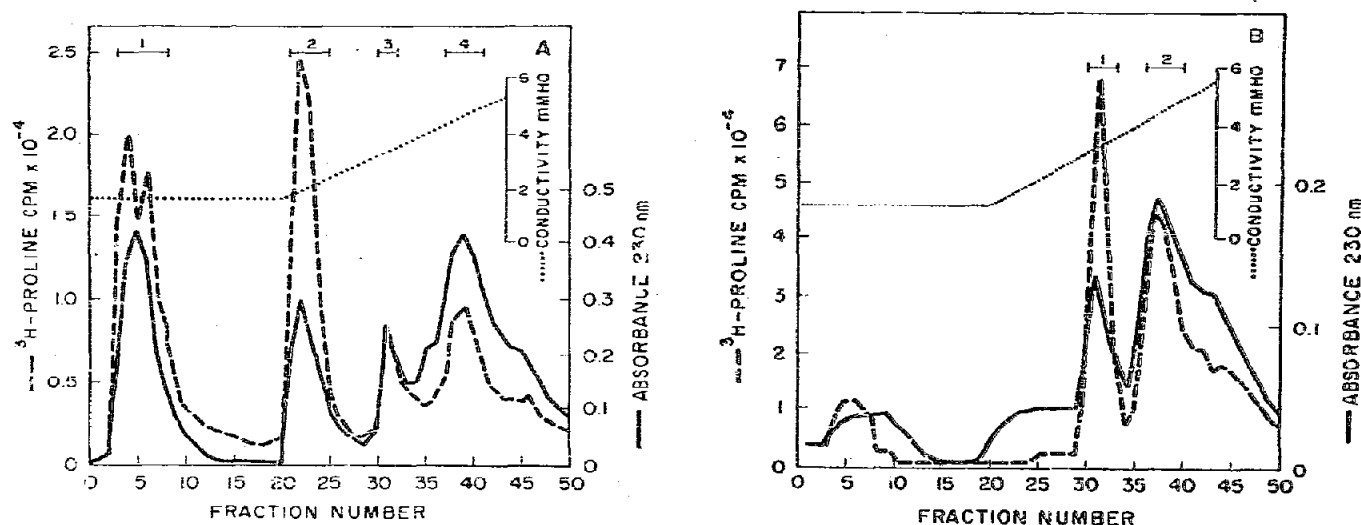 A
1 2 3 4
2.5
2.0
1.5
1.0
0.5
0
³H-PROLINE CPM x 10⁻⁴
6
4
2
0
CONDUCTIVITY mMHO
0.5
0.4
0.3
0.2
0.1
0
ABSORBANCE 230 nm
0 5 10 15 20 25 30 35 40 45 50
FRACTION NUMBER
B
1 2
7
6
5
4
3
2
1
0
³H-PROLINE CPM x 10⁻⁴
6
4
2
0
CONDUCTIVITY mMHO
0.2
0.1
0
ABSORBANCE 230 nm
0 5 10 15 20 25 30 35 40 45 50
FRACTION NUMBER